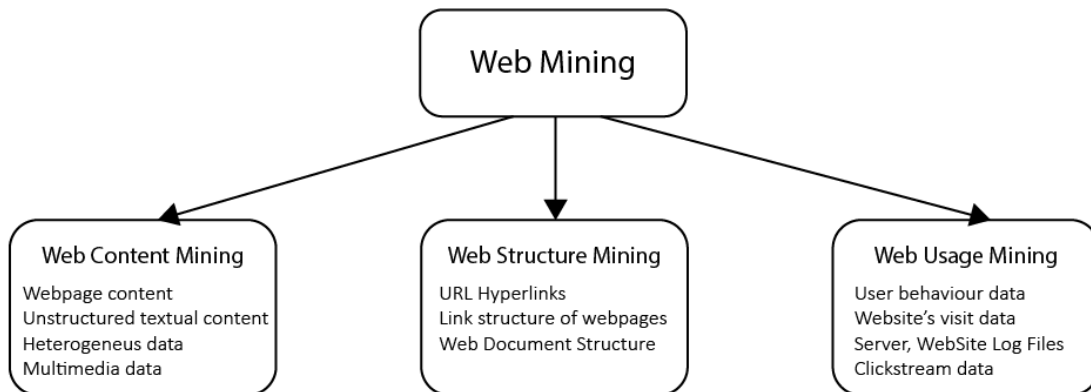 Web Mining
Web Content Mining
Webpage content
Unstructured textual content
Heterogeneus data
Multimedia data
Web Structure Mining
URL Hyperlinks
Link structure of webpages
Web Document Structure
Web Usage Mining
User behaviour data
Website's visit data
Server, WebSite Log Files
Clickstream data